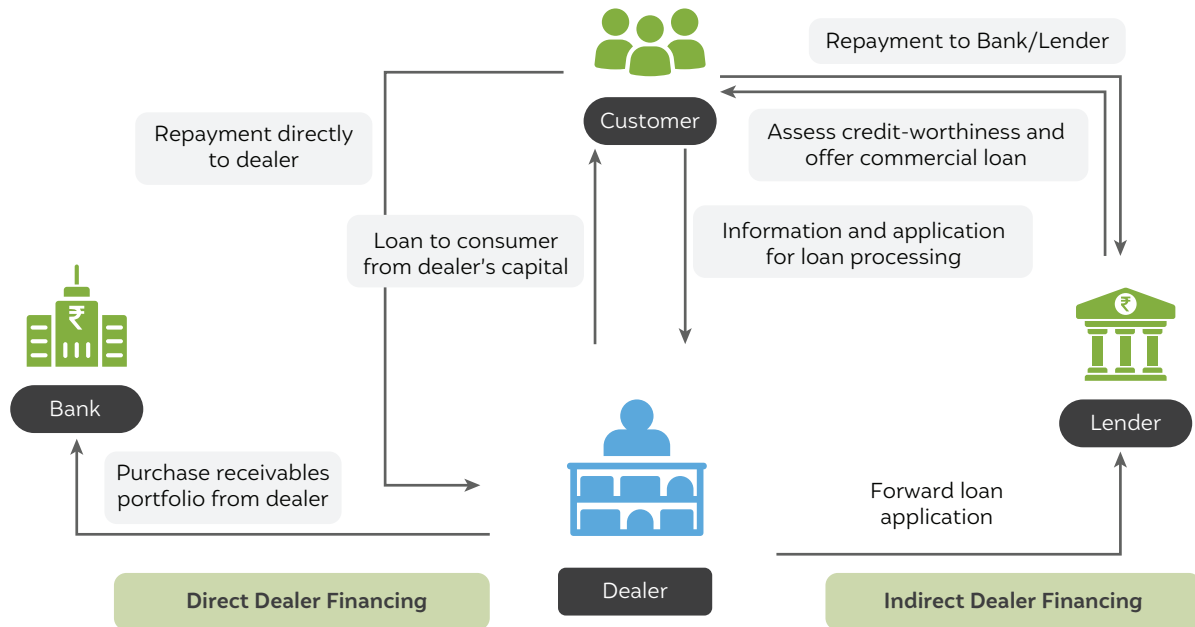 Repayment to Bank/Lender
Customer
Repayment directly
to dealer
Assess credit-worthiness and
offer commercial loan
Loan to consumer
from dealer's capital
Information and application
for loan processing
₹
₹
Bank
Lender
Purchase receivables
portfolio from dealer
Forward loan
application
Direct Dealer Financing
Dealer
Indirect Dealer Financing